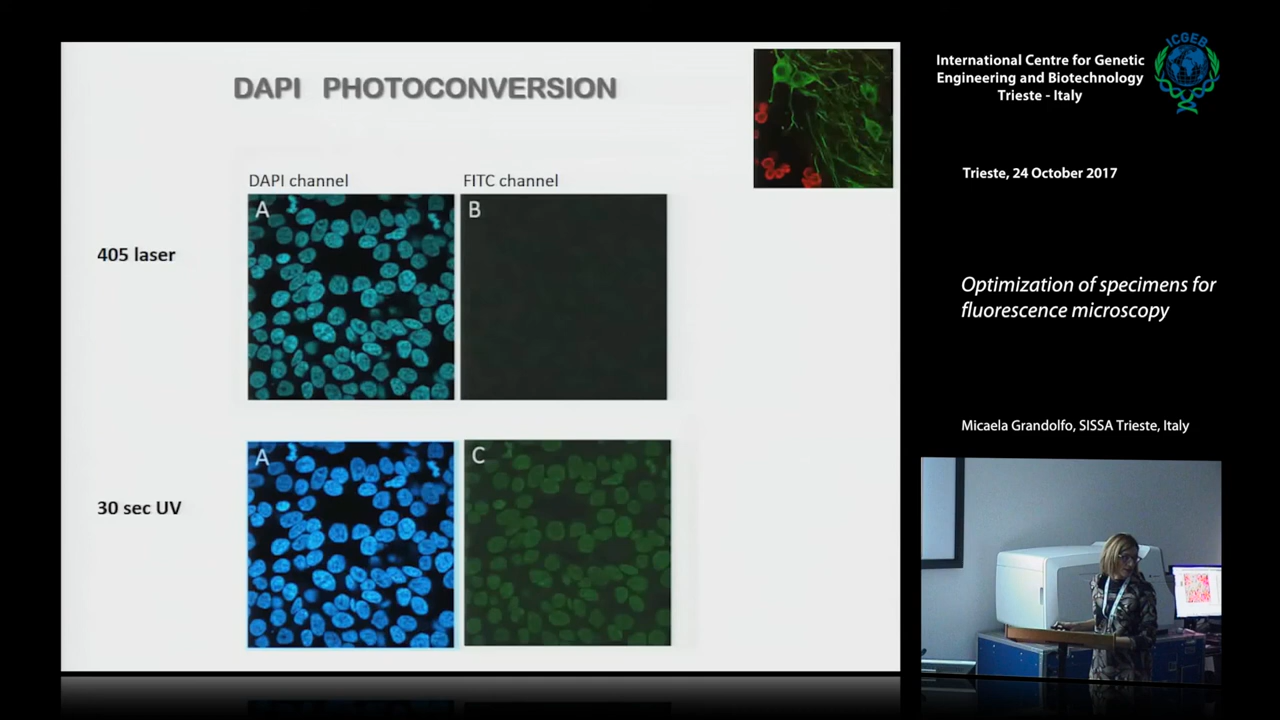 DAPI PHOTOCONVERSION
DAPI channel
FITC channel
405 laser
A
B
30 sec UV
A
C
ICGEB
International Centre for Genetic
Engineering and Biotechnology
Trieste - Italy
Trieste, 24 October 2017
Optimization of specimens for
fluorescence microscopy
Micaela Grandolfo, SISSA Trieste, Italy